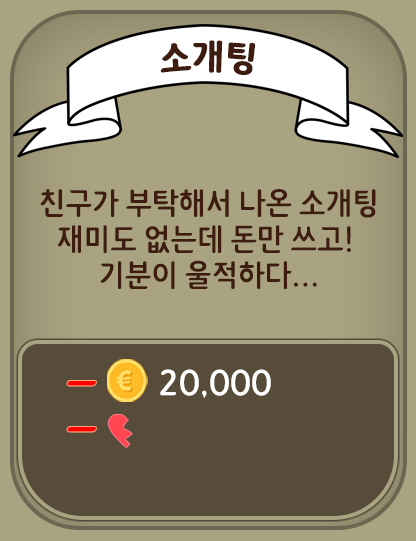 소개팅
친구가 부탁해서 나온 소개팅
재미도 없는데 돈만 쓰고!
기분이 울적하다...
- € 20,000
-